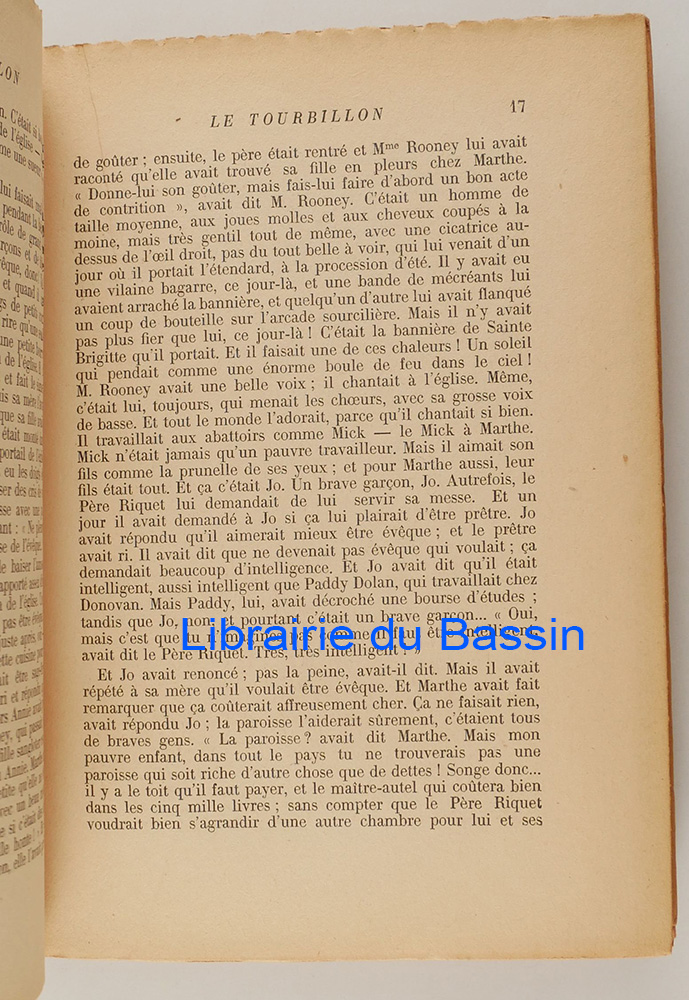 LE TOURBILLON 17
de goûter ; ensuite, le père était rentré et Mme Rooney lui avait
raconté qu'elle avait trouvé sa fille en pleurs chez Marthe.
« Donne-lui son goûter, mais fais-lui faire d'abord un bon acte
de contrition », avait dit M. Rooney. C'était un homme de
taille moyenne, aux joues molles et aux cheveux coupés à la
moine, mais très gentil tout de même, avec une cicatrice au-
dessus de l'œil droit, pas du tout belle à voir, qui lui venait d'un
jour où il portait l'étendard, à la procession d'été. Il y avait eu
une vilaine bagarre, ce jour-là, et une bande de mécréants lui
avaient arraché la bannière, et quelqu'un d'autre lui avait flanqué
un coup de bouteille sur l'arcade sourcilière. Mais il n'y avait
pas plus fier que lui, ce jour-là ! C'était la bannière de Sainte
Brigitte qu'il portait. Et il faisait une de ces chaleurs ! Un soleil
qui pendait comme une énorme boule de feu dans le ciel !
M. Rooney avait une belle voix ; il chantait à l'église. Même,
c'était lui, toujours, qui menait les chœurs, avec sa grosse voix
de basse. Et tout le monde l'adorait, parce qu'il chantait si bien.
Il travaillait aux abattoirs comme Mick — le Mick à Marthe.
Mick n'était jamais qu'un pauvre travailleur. Mais il aimait son
fils comme la prunelle de ses yeux ; et pour Marthe aussi, leur
fils était tout. Et ça c'était Jo. Un brave garçon, Jo. Autrefois, le
Père Riquet lui demandait de lui servir sa messe. Et un
jour il avait demandé à Jo si ça lui plairait d'être prêtre. Jo
avait répondu qu'il aimerait mieux être évêque ; et le prêtre
avait ri. Il avait dit que ne devenait pas évêque qui voulait ; ça
demandait beaucoup d'intelligence. Et Jo avait dit qu'il était
intelligent, aussi intelligent que Paddy Dolan, qui travaillait chez
Donovan. Mais Paddy, lui, avait décroché une bourse d'études ;
tandis que Jo, non; et pourtant c'était un brave garçon... « Oui,
mais c'est que tu n'imagines pas comme il faut être intelligent,
avait dit le Père Riquet. Très, très intelligent ! »
Librairie du Bassin
Et Jo avait renoncé ; pas la peine, avait-il dit. Mais il avait
répété à sa mère qu'il voulait être évêque. Et Marthe avait fait
remarquer que ça coûterait affreusement cher. Ça ne faisait rien,
avait répondu Jo ; la paroisse l'aiderait sûrement, c'étaient tous
de braves gens. « La paroisse ? avait dit Marthe. Mais mon
pauvre enfant, dans tout le pays tu ne trouverais pas une
paroisse qui soit riche d'autre chose que de dettes ! Songe donc...
il y a le toit qu'il faut payer, et le maître-autel qui coûtera bien
dans les cinq mille livres ; sans compter que le Père Riquet
voudrait bien s'agrandir d'une autre chambre pour lui et ses